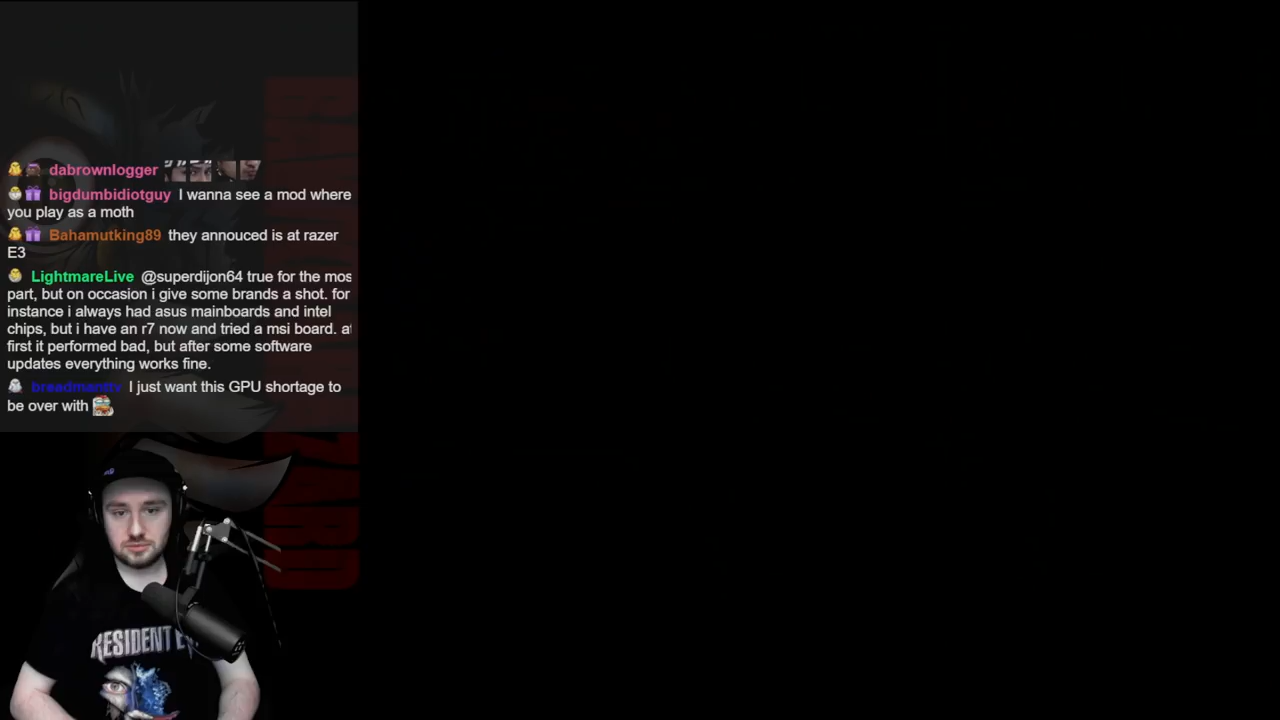 dabrownlogger
bigdumbidiotguy I wanna see a mod where
you play as a moth
Bahamutking89 they annouced is at razer
E3
LightmareLive @superdijon64 true for the mos
part, but on occasion i give some brands a shot. for
instance i always had asus mainboards and intel
chips, but i have an r7 now and tried a msi board. at
first it performed bad, but after some software
updates everything works fine.
breadmantv I just want this GPU shortage to
be over with
RESIDENT EV